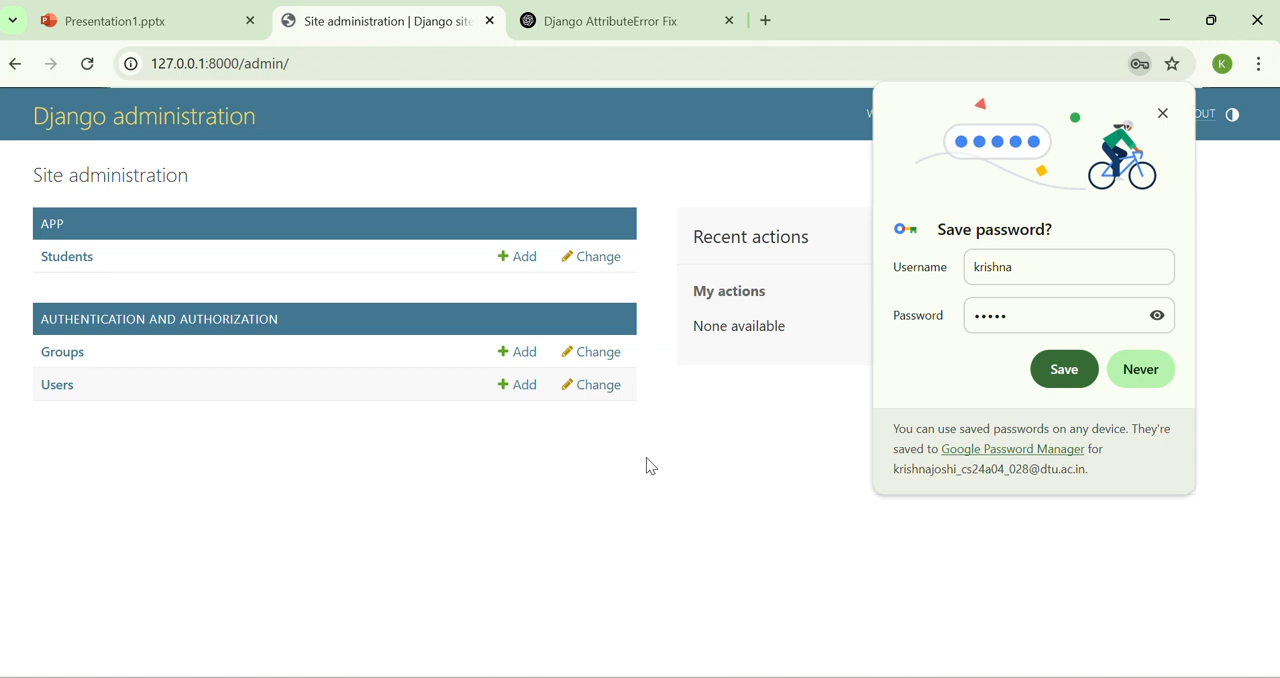 Presentation1.pptx
Site administration | Django site
Django AttributeError Fix
127.0.0.1:8000/admin/
K
Django administration
OUT
Site administration
APP
Students
Add
Change
AUTHENTICATION AND AUTHORIZATION
Groups
Add
Change
Users
Add
Change
Recent actions
My actions
None available
Save password?
Username
krishna
Password
•••••
Save
Never
You can use saved passwords on any device. They're
saved to Google Password Manager for
krishnajoshi_cs24a04_028@dtu.ac.in.